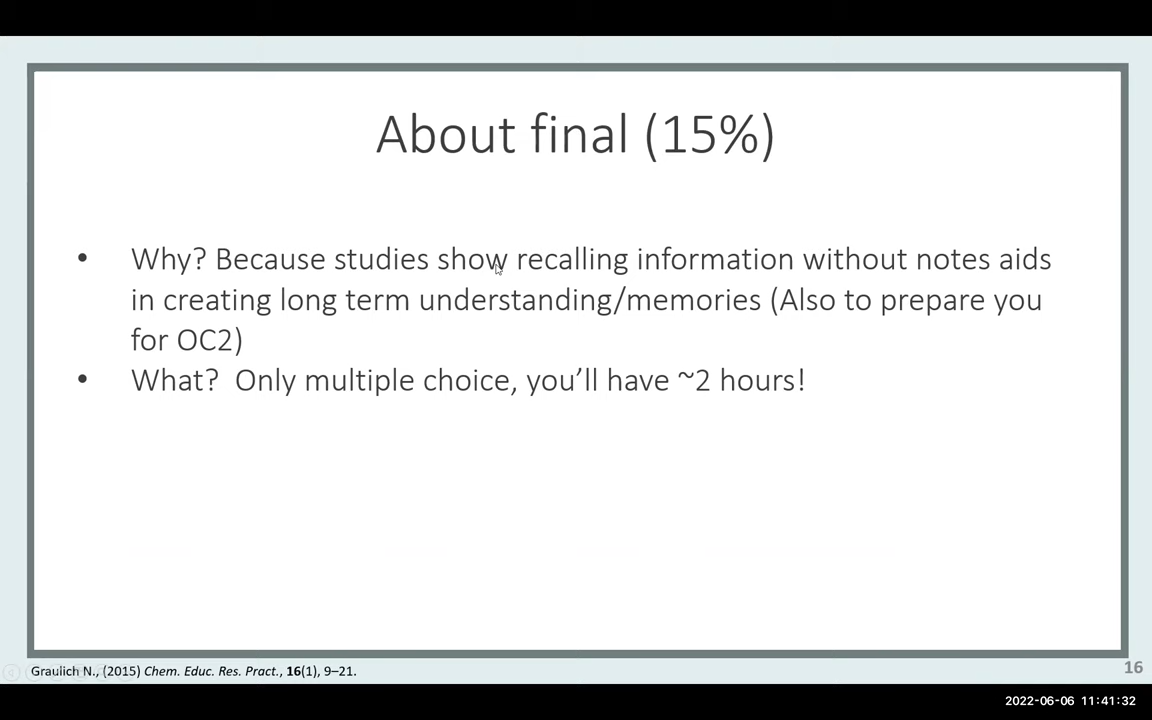 About final (15%)
• Why? Because studies show recalling information without notes aids
in creating long term understanding/memories (Also to prepare you
for OC2)
• What?  Only multiple choice, you’ll have ~2 hours!
Graulich N., (2015) Chem. Educ. Res. Pract., 16(1), 9–21.
16
2022-06-06 11:41:32